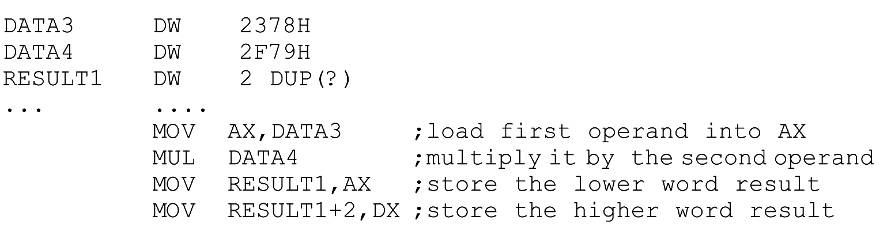 DATA3 DW 2378H
DATA4 DW 2F79H
RESULT1 DW 2 DUP(?)
... ....
MOV AX,DATA3 ;load first operand into AX
MUL DATA4 ;multiply it by the second operand
MOV RESULT1,AX ;store the lower word result
MOV RESULT1+2,DX ;store the higher word result